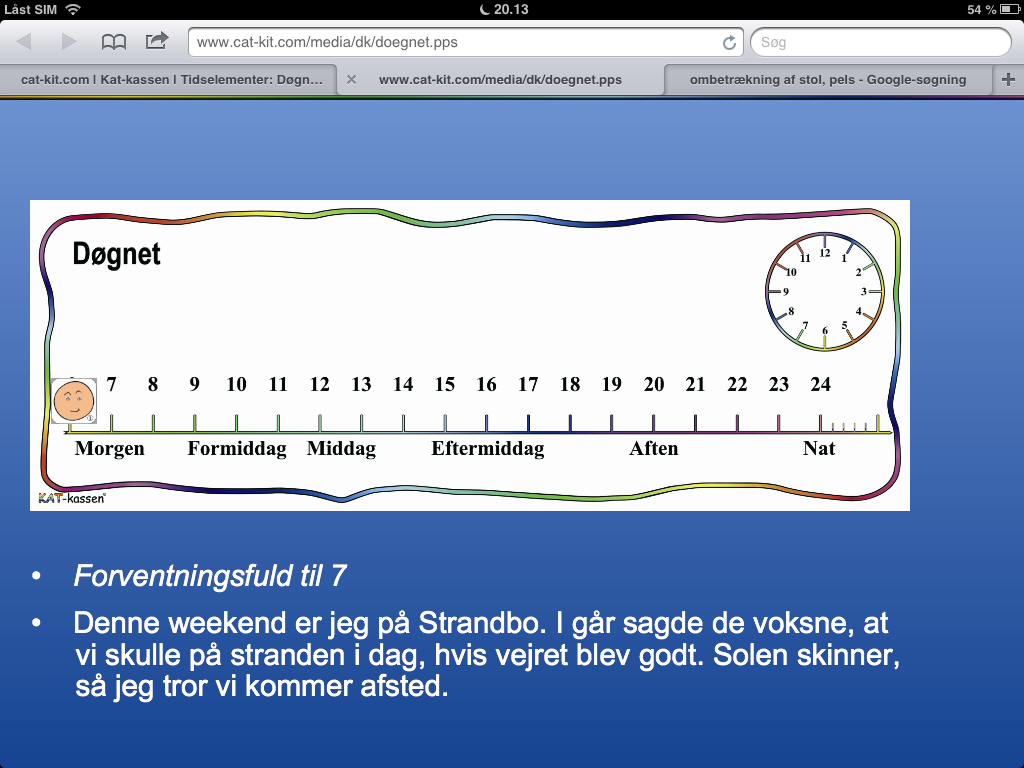 Låst SIM 20.13 54 %
www.cat-kit.com/media/dk/doegnet.pps Søg
cat-kit.com | Kat-kassen | Tidselementer: Døgn... www.cat-kit.com/media/dk/doegnet.pps ombetrækning af stol, pels - Google-søgning
Døgnet
12 1 2 3 4 5 6 7 8 9 10 11
7 8 9 10 11 12 13 14 15 16 17 18 19 20 21 22 23 24
Morgen Formiddag Middag Eftermiddag Aften Nat
KAT-kassen
• Forventningsfuld til 7
• Denne weekend er jeg på Strandbo. I går sagde de voksne, at
vi skulle på stranden i dag, hvis vejret blev godt. Solen skinner,
så jeg tror vi kommer afsted.